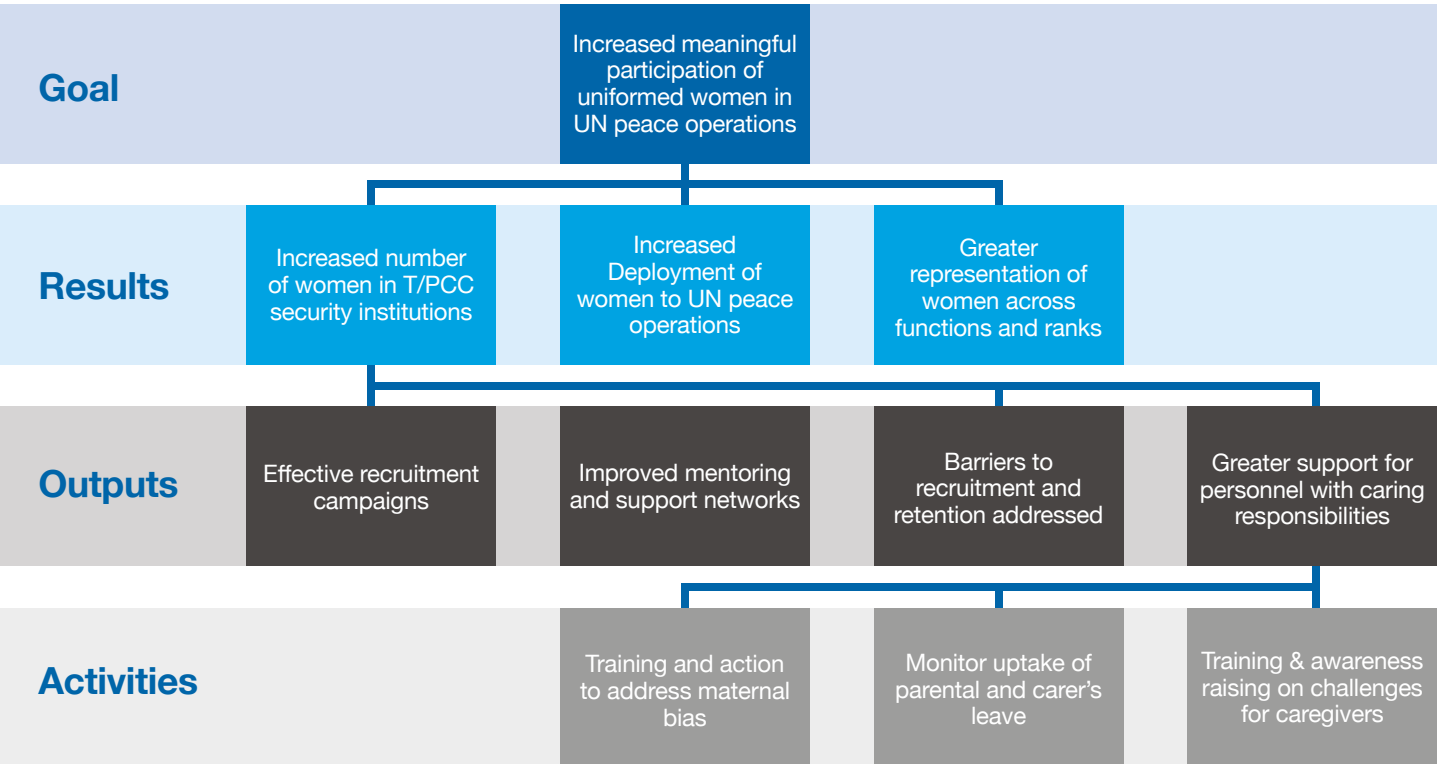 Goal
Increased meaningful
participation of
uniformed women in
UN peace operations
Results
Increased number
of women in T/PCC
security institutions
Increased
Deployment of
women to UN peace
operations
Greater
representation of
women across
functions and ranks
Outputs
Effective recruitment
campaigns
Improved mentoring
and support networks
Barriers to
recruitment and
retention addressed
Greater support for
personnel with caring
responsibilities
Activities
Training and action
to address maternal
bias
Monitor uptake of
parental and carer’s
leave
Training & awareness
raising on challenges
for caregivers